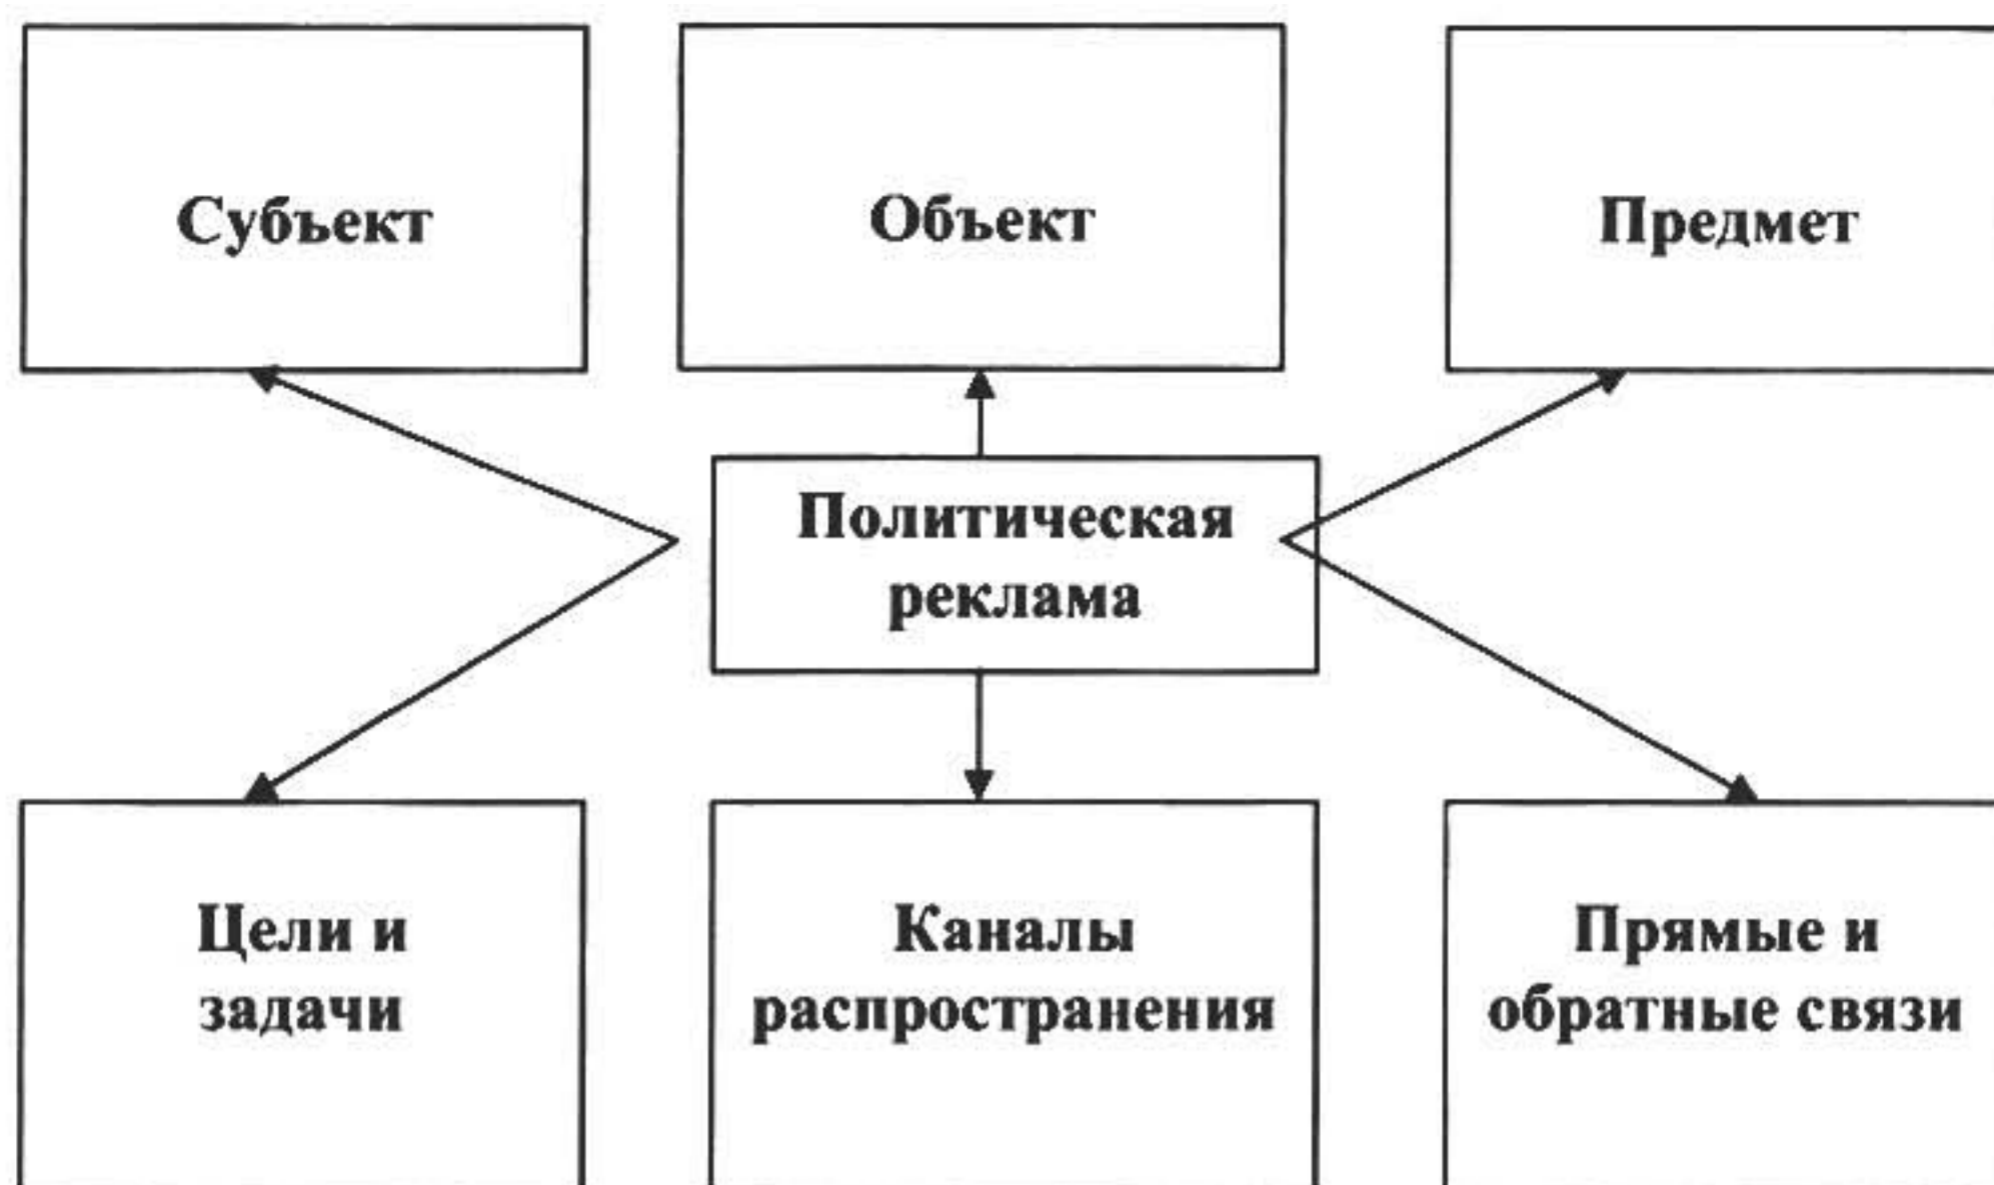 Субъект
Объект
Предмет
Политическая
реклама
Цели и
задачи
Каналы
распространения
Прямые и
обратные связи